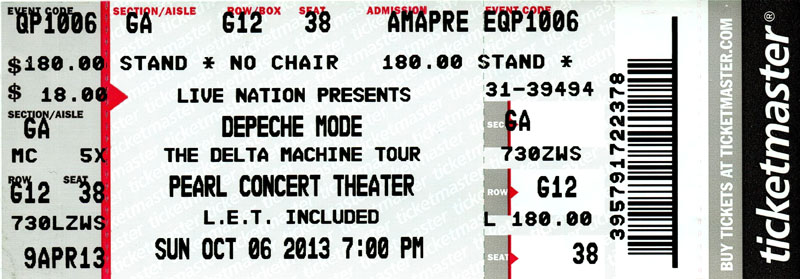 EVENT CODE SECTION/AISLE ROW/BOX SEAT ADMISSION EVENT CODE
QP1006 GA G12 38 AMAPRE EQP1006
$180.00 STAND * NO CHAIR 180.00 STAND *
$ 18.00 LIVE NATION PRESENTS 31-39494
SECTION/AISLE
GA DEPECHE MODE SEC GA
MC 5X THE DELTA MACHINE TOUR 730ZWS
ROW SEAT
G12 38 PEARL CONCERT THEATER ROW G12
730LZWS L.E.T. INCLUDED L 180.00
9APR13 SUN OCT 06 2013 7:00 PM SEAT 38
3957917222378
BUY TICKETS AT TICKETMASTER.COM
ticketmaster®